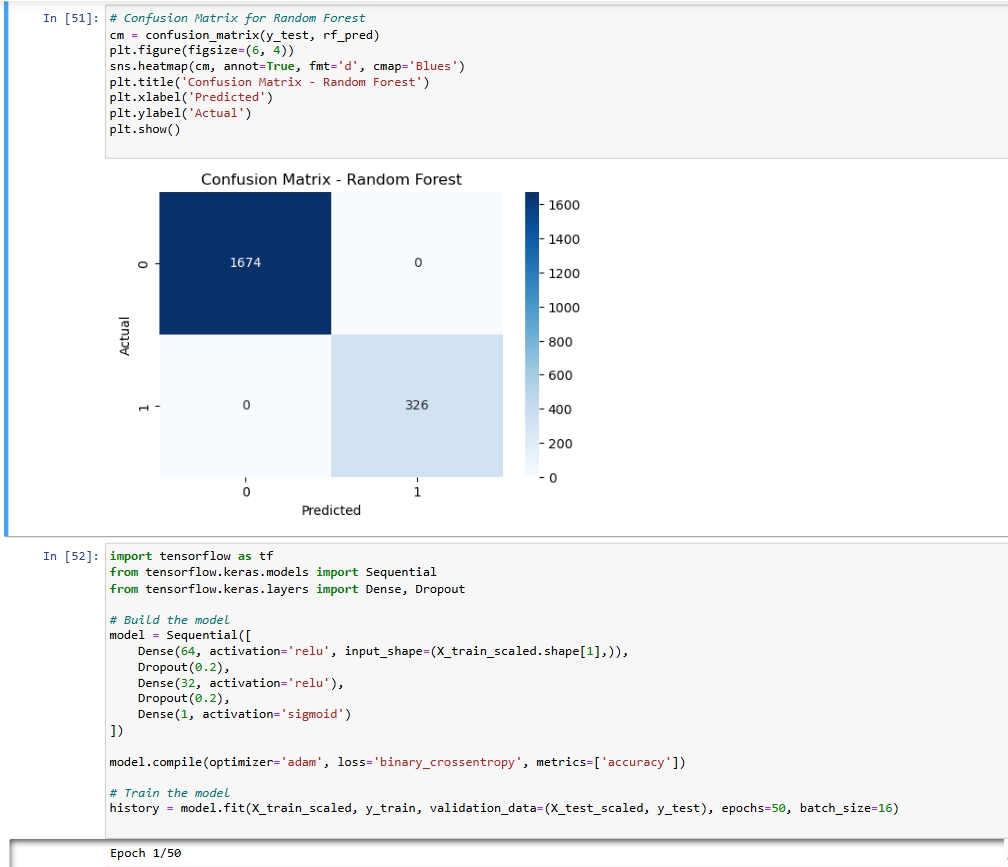 In [51]:
# Confusion Matrix for Random Forest
cm = confusion_matrix(y_test, rf_pred)
plt.figure(figsize=(6, 4))
sns.heatmap(cm, annot=True, fmt='d', cmap='Blues')
plt.title('Confusion Matrix - Random Forest')
plt.xlabel('Predicted')
plt.ylabel('Actual')
plt.show()
Confusion Matrix - Random Forest
1674
0
0
326
0
1
Actual
0
1
Predicted
1600
1400
1200
1000
800
600
400
200
0
In [52]:
import tensorflow as tf
from tensorflow.keras.models import Sequential
from tensorflow.keras.layers import Dense, Dropout
# Build the model
model = Sequential([
    Dense(64, activation='relu', input_shape=(X_train_scaled.shape[1],)),
    Dropout(0.2),
    Dense(32, activation='relu'),
    Dropout(0.2),
    Dense(1, activation='sigmoid')
])
model.compile(optimizer='adam', loss='binary_crossentropy', metrics=['accuracy'])
# Train the model
history = model.fit(X_train_scaled, y_train, validation_data=(X_test_scaled, y_test), epochs=50, batch_size=16)
Epoch 1/50